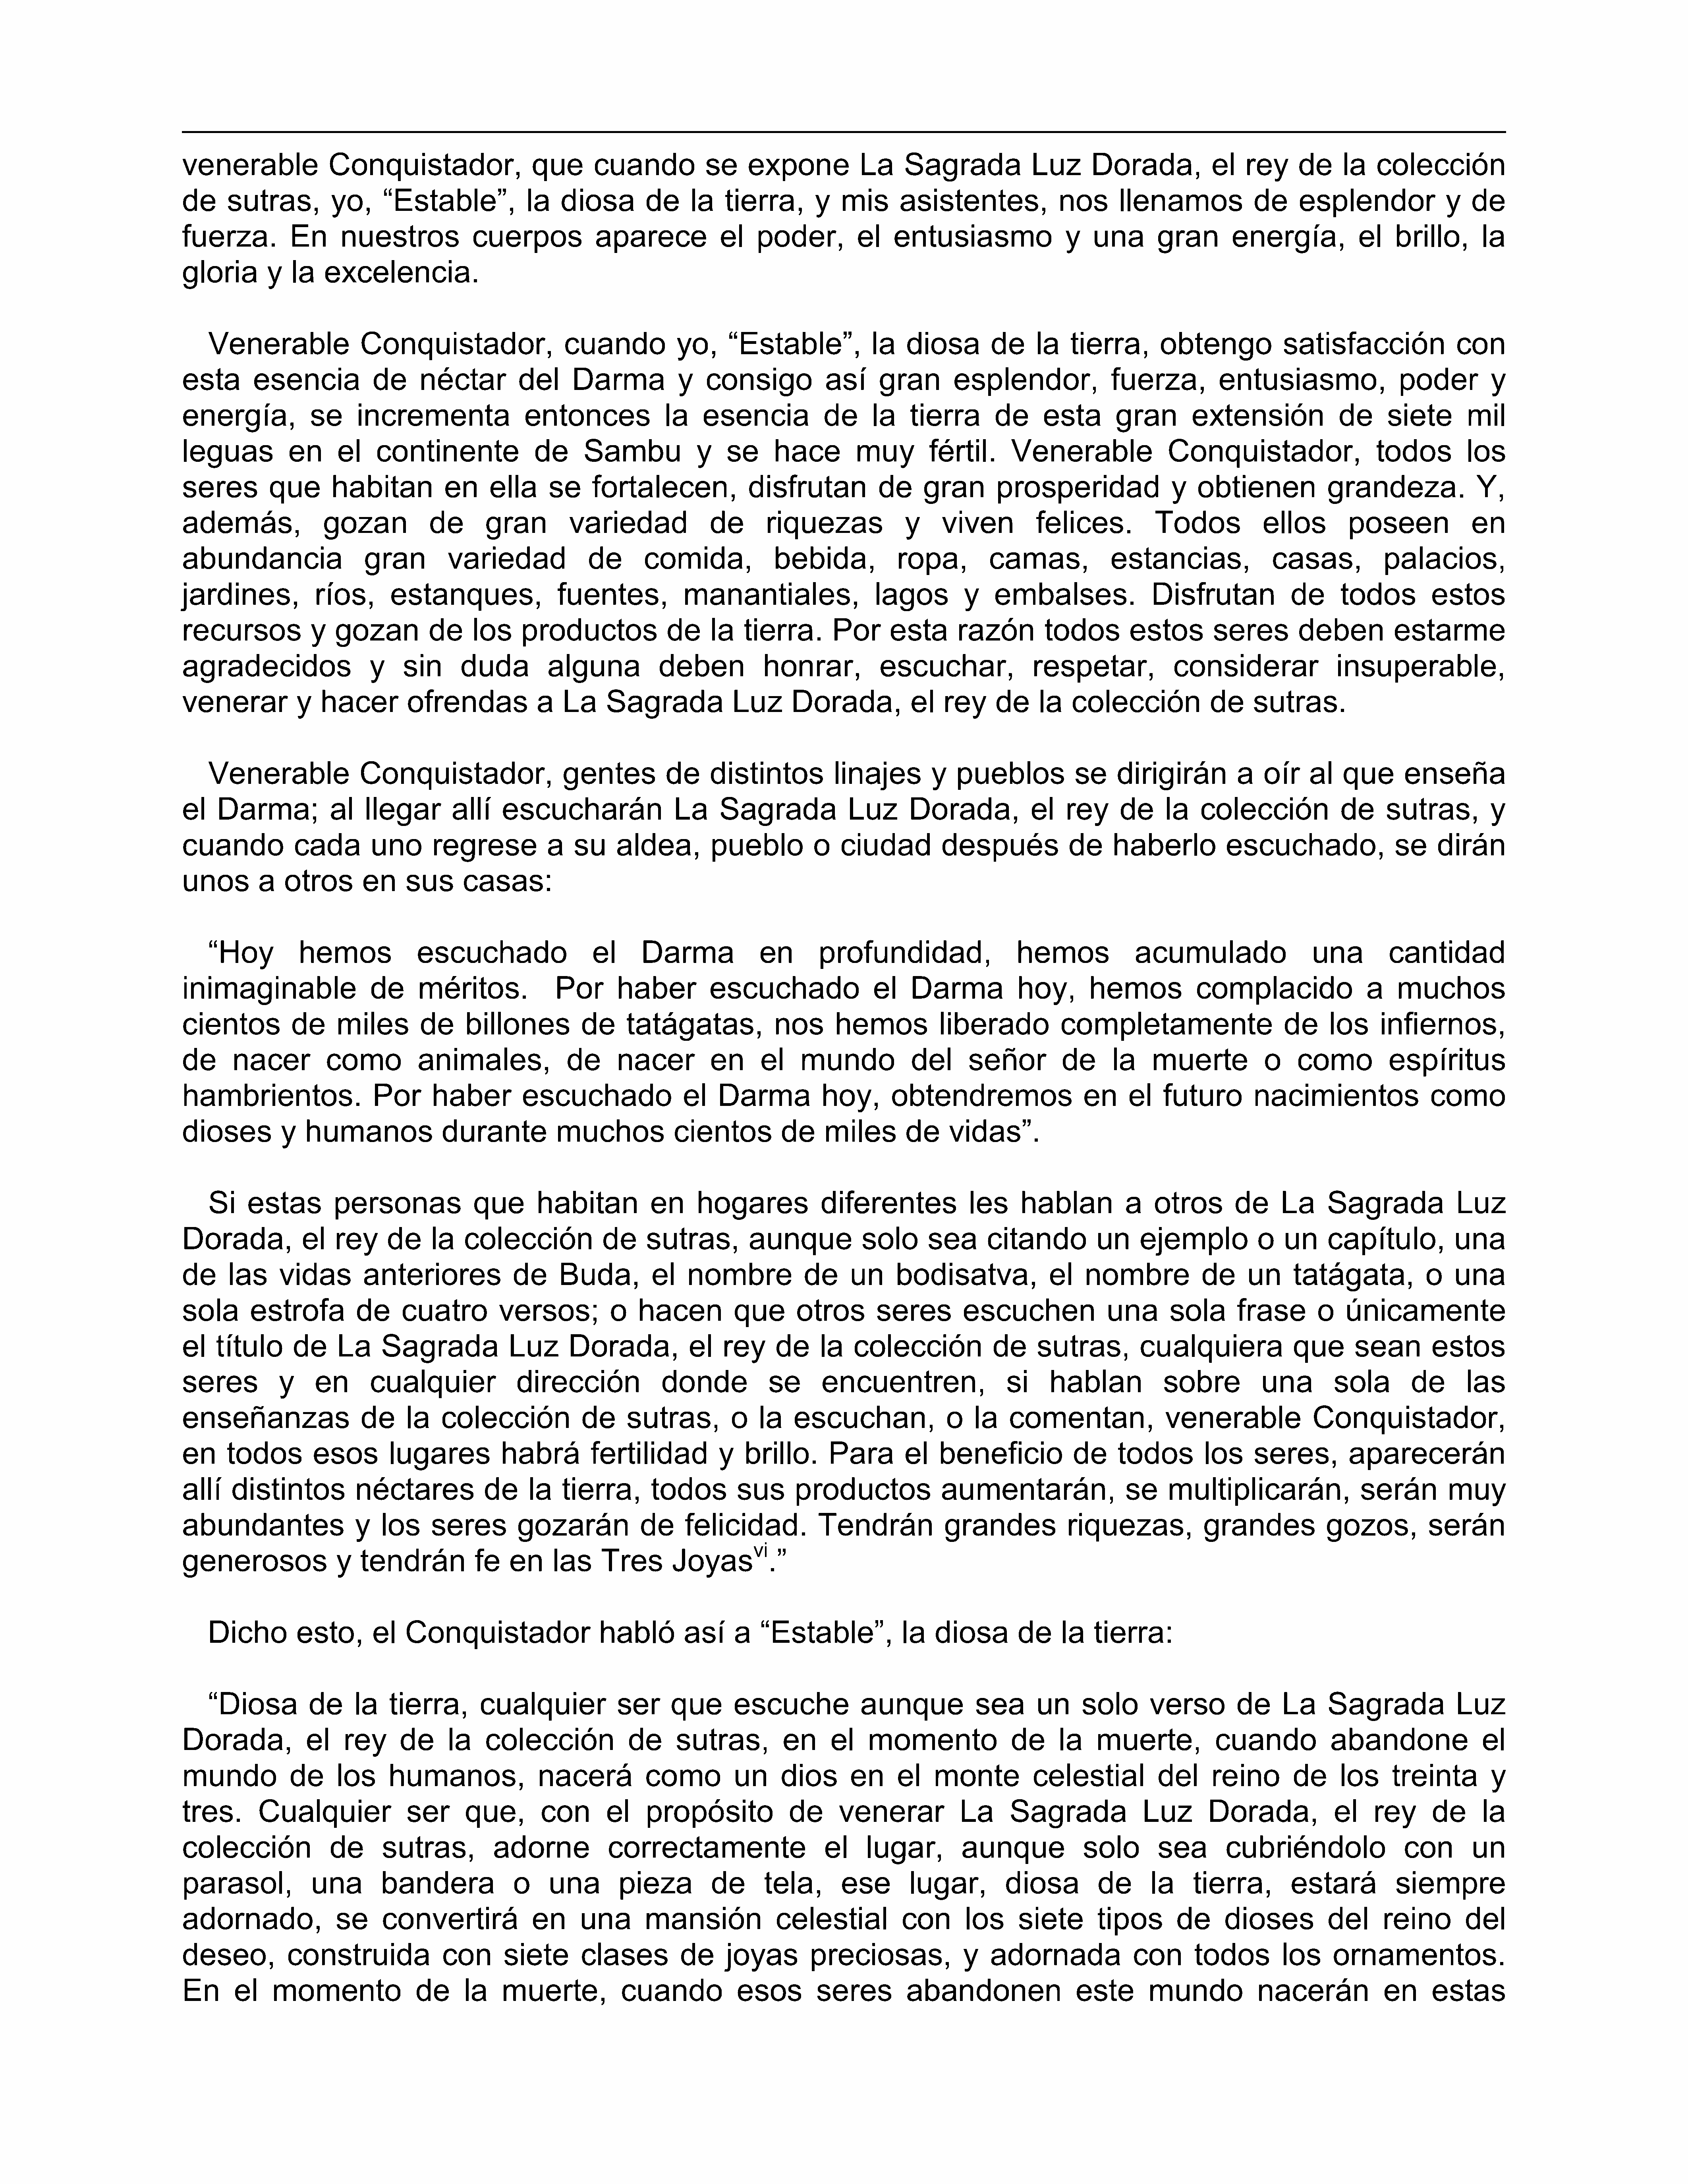 venerable Conquistador, que cuando se expone La Sagrada Luz Dorada, el rey de la colección
de sutras, yo, “Estable”, la diosa de la tierra, y mis asistentes, nos llenamos de esplendor y de
fuerza. En nuestros cuerpos aparece el poder, el entusiasmo y una gran energía, el brillo, la
gloria y la excelencia.
Venerable Conquistador, cuando yo, “Estable”, la diosa de la tierra, obtengo satisfacción con
esta esencia de néctar del Darma y consigo así gran esplendor, fuerza, entusiasmo, poder y
energía, se incrementa entonces la esencia de la tierra de esta gran extensión de siete mil
leguas en el continente de Sambu y se hace muy fértil. Venerable Conquistador, todos los
seres que habitan en ella se fortalecen, disfrutan de gran prosperidad y obtienen grandeza. Y,
además, gozan de gran variedad de riquezas y viven felices. Todos ellos poseen en
abundancia gran variedad de comida, bebida, ropa, camas, estancias, casas, palacios,
jardines, ríos, estanques, fuentes, manantiales, lagos y embalses. Disfrutan de todos estos
recursos y gozan de los productos de la tierra. Por esta razón todos estos seres deben estarme
agradecidos y sin duda alguna deben honrar, escuchar, respetar, considerar insuperable,
venerar y hacer ofrendas a La Sagrada Luz Dorada, el rey de la colección de sutras.
Venerable Conquistador, gentes de distintos linajes y pueblos se dirigirán a oír al que enseña
el Darma; al llegar allí escucharán La Sagrada Luz Dorada, el rey de la colección de sutras, y
cuando cada uno regrese a su aldea, pueblo o ciudad después de haberlo escuchado, se dirán
unos a otros en sus casas:
“Hoy hemos escuchado el Darma en profundidad, hemos acumulado una cantidad
inimaginable de méritos.  Por haber escuchado el Darma hoy, hemos complacido a muchos
cientos de miles de billones de tatágatas, nos hemos liberado completamente de los infiernos,
de nacer como animales, de nacer en el mundo del señor de la muerte o como espíritus
hambrientos. Por haber escuchado el Darma hoy, obtendremos en el futuro nacimientos como
dioses y humanos durante muchos cientos de miles de vidas”.
Si estas personas que habitan en hogares diferentes les hablan a otros de La Sagrada Luz
Dorada, el rey de la colección de sutras, aunque solo sea citando un ejemplo o un capítulo, una
de las vidas anteriores de Buda, el nombre de un bodisatva, el nombre de un tatágata, o una
sola estrofa de cuatro versos; o hacen que otros seres escuchen una sola frase o únicamente
el título de La Sagrada Luz Dorada, el rey de la colección de sutras, cualquiera que sean estos
seres y en cualquier dirección donde se encuentren, si hablan sobre una sola de las
enseñanzas de la colección de sutras, o la escuchan, o la comentan, venerable Conquistador,
en todos esos lugares habrá fertilidad y brillo. Para el beneficio de todos los seres, aparecerán
allí distintos néctares de la tierra, todos sus productos aumentarán, se multiplicarán, serán muy
abundantes y los seres gozarán de felicidad. Tendrán grandes riquezas, grandes gozos, serán
generosos y tendrán fe en las Tres Joyasvi.”
Dicho esto, el Conquistador habló así a “Estable”, la diosa de la tierra:
“Diosa de la tierra, cualquier ser que escuche aunque sea un solo verso de La Sagrada Luz
Dorada, el rey de la colección de sutras, en el momento de la muerte, cuando abandone el
mundo de los humanos, nacerá como un dios en el monte celestial del reino de los treinta y
tres. Cualquier ser que, con el propósito de venerar La Sagrada Luz Dorada, el rey de la
colección de sutras, adorne correctamente el lugar, aunque solo sea cubriéndolo con un
parasol, una bandera o una pieza de tela, ese lugar, diosa de la tierra, estará siempre
adornado, se convertirá en una mansión celestial con los siete tipos de dioses del reino del
deseo, construida con siete clases de joyas preciosas, y adornada con todos los ornamentos.
En el momento de la muerte, cuando esos seres abandonen este mundo nacerán en estas